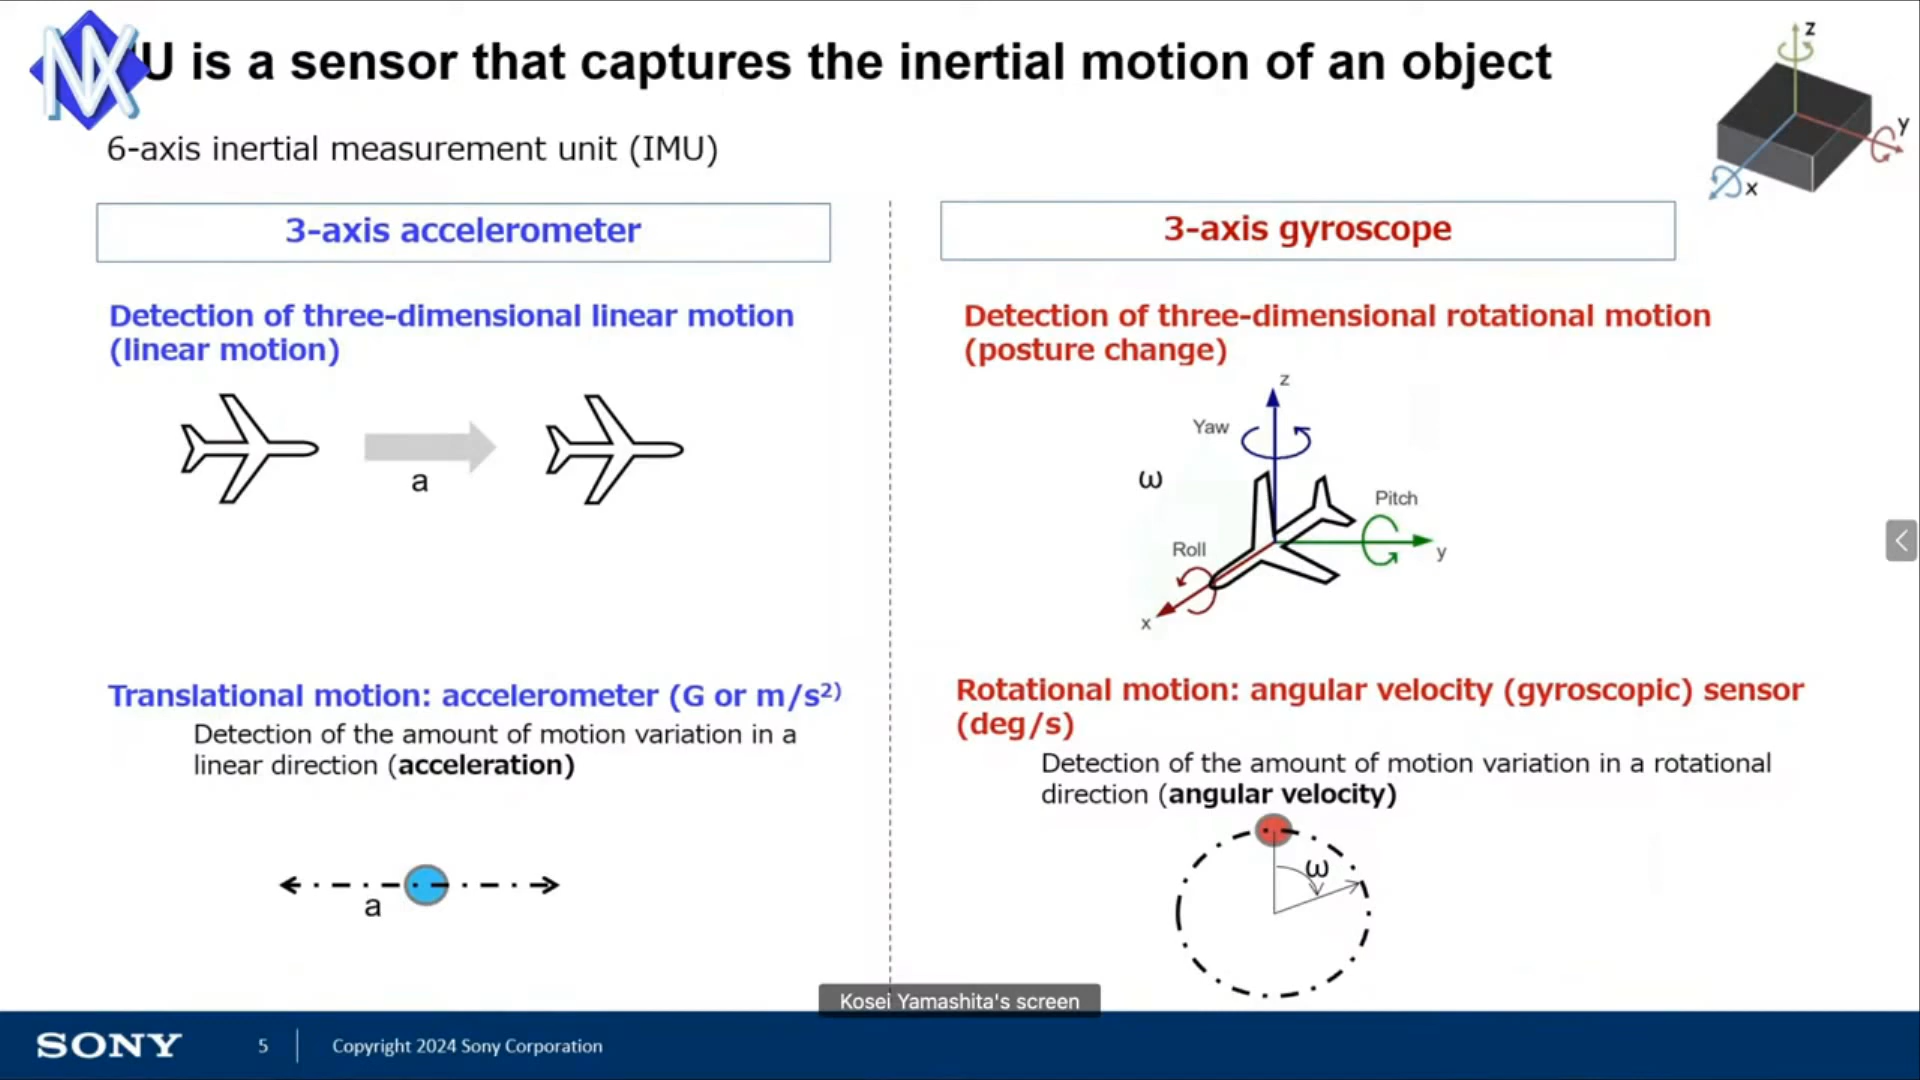 NX
U is a sensor that captures the inertial motion of an object
6-axis inertial measurement unit (IMU)
z
y
x
3-axis accelerometer
Detection of three-dimensional linear motion
(linear motion)
a
Translational motion: accelerometer (G or m/s²)
Detection of the amount of motion variation in a
linear direction (acceleration)
a
3-axis gyroscope
Detection of three-dimensional rotational motion
(posture change)
z
Yaw
ω
Pitch
Roll
y
x
Rotational motion: angular velocity (gyroscopic) sensor
(deg/s)
Detection of the amount of motion variation in a rotational
direction (angular velocity)
ω
Kosei Yamashita's screen
SONY
5
Copyright 2024 Sony Corporation